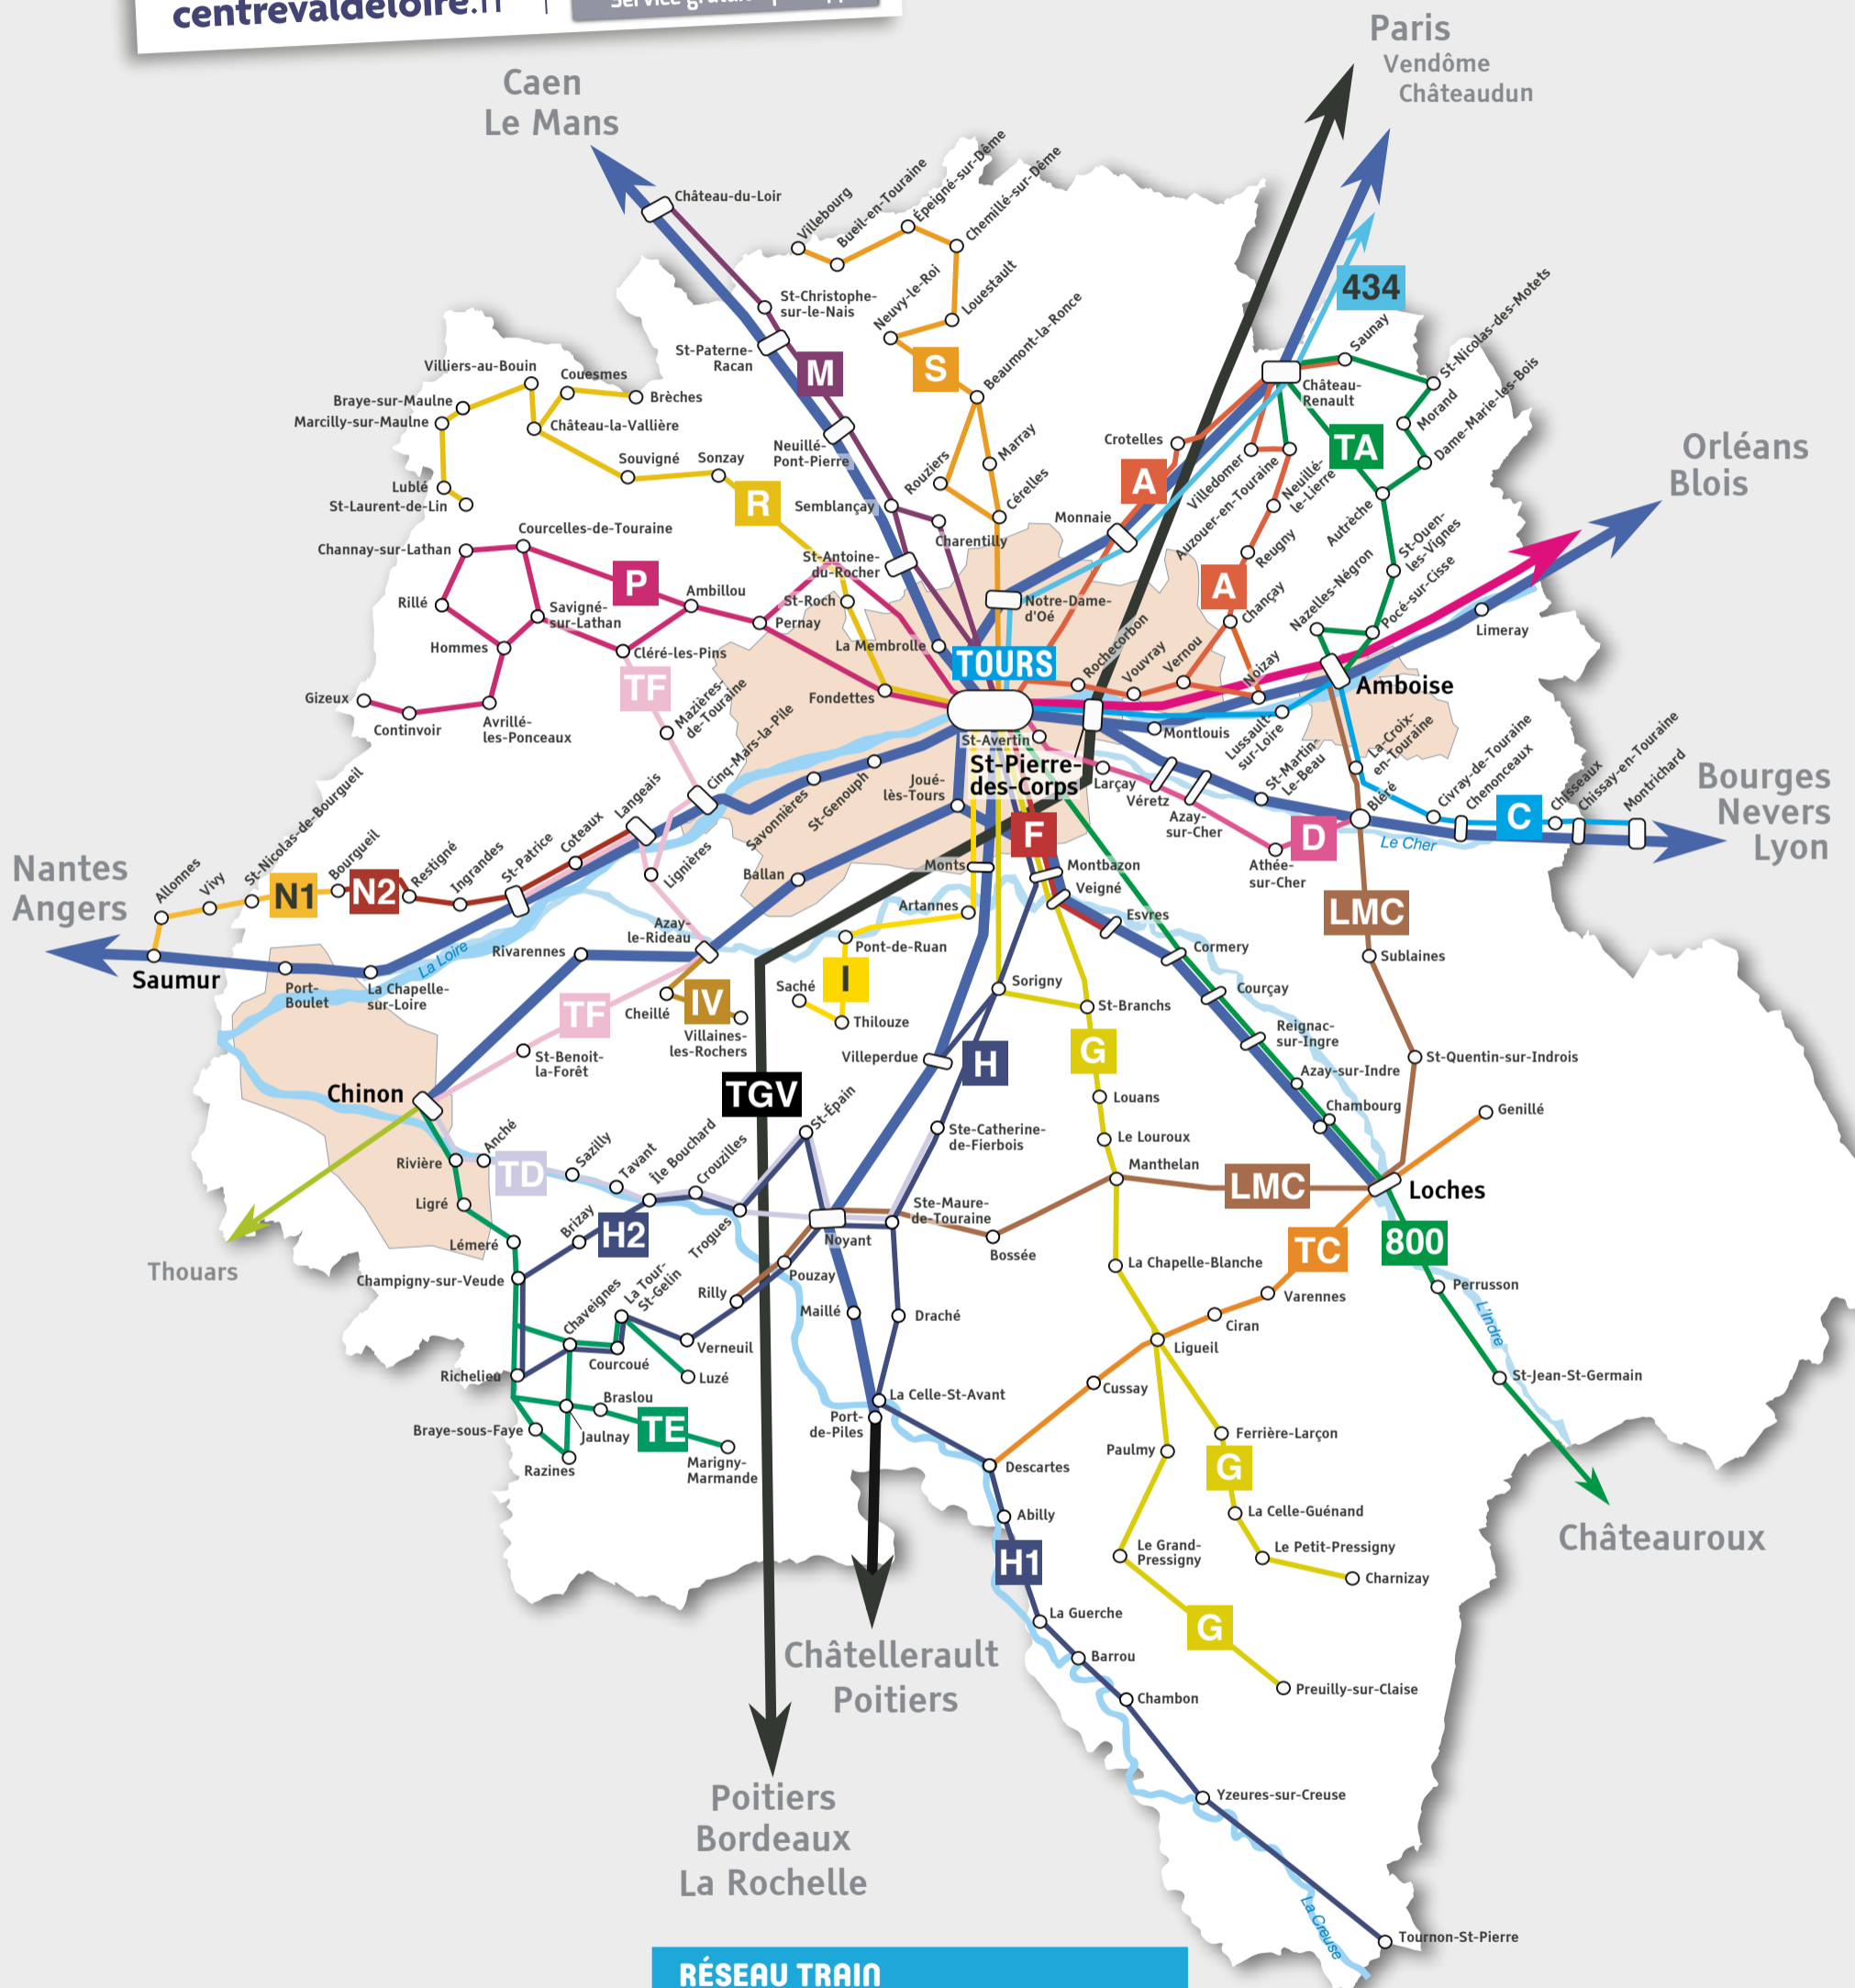 centrevaldeloire.fr
Paris
Vendôme
Châteaudun
Caen
Le Mans
Château-du-Loir
Villebourg
Bueil-en-Touraine
Épeigné-sur-Dême
Chemillé-sur-Dême
434
St-Christophe-
sur-le-Nais
Neuvy-le-Roi
Louestault
Beaumont-la-Ronce
Saunay
St-Nicolas-des-Motets
St-Paterne-
Racan
M
S
Villiers-au-Bouin
Couesmes
Brèches
Château-
Renault
Morand
Dame-Marie-les-Bois
Braye-sur-Maulne
Marcilly-sur-Maulne
Château-la-Vallière
Neuillé-
Pont-Pierre
Marray
Crotelles
TA
Orléans
Blois
Souvigné
Sonzay
Rouziers
Cérelles
A
Villedomer
Neuillé-
le-Lierre
Lublé
St-Laurent-de-Lin
R
Semblançay
Monnaie
Auzouer-en-Touraine
Autrèche
St-Ouen-
les-Vignes
Courcelles-de-Touraine
Channay-sur-Lathan
Charentilly
St-Antoine-
du-Rocher
Reugny
P
Ambillou
A
Nazelles-Négron
Pocé-sur-Cisse
Rillé
Savigné-
sur-Lathan
St-Roch
Pernay
Notre-Dame-
d'Oé
Chançay
Limeray
Hommes
Cléré-les-Pins
La Membrolle
TOURS
Rochecorbon
Vouvray
Vernou
Noizay
Amboise
TF
Gizeux
Continvoir
Avrillé-
les-Ponceaux
Mazières-
de-Touraine
Fondettes
Cinq-Mars-la-Pile
St-Avertin
St-Pierre-
des-Corps
Montlouis
Lussault-
sur-Loire
La-Croix-
en-Touraine
Larçay
Véretz
Azay-
sur-Cher
St-Martin-
Le-Beau
Bléré
Civray-de-Touraine
Chenonceaux
C
Chisseaux
Chissay-en-Touraine
Montrichard
Bourges
Nevers
Lyon
Le Cher
D
Athée-
sur-Cher
Joué-
lès-Tours
F
Savonnières
St-Genouph
Langeais
Lignières
Coteaux
St-Patrice
Ingrandes
Restigné
N2
Bourgueil
N1
St-Nicolas-de-Bourgueil
Vivy
Allonnes
Nantes
Angers
Ballan
Monts
Montbazon
Veigné
Artannes
Esvres
LMC
Azay-
le-Rideau
Rivarennes
Pont-de-Ruan
Cormery
Sublaines
La Loire
Saumur
Port-
Boulet
La Chapelle-
sur-Loire
I
Saché
Thilouze
Sorigny
St-Branchs
Courçay
Cheillé
IV
Villaines-
les-Rochers
TF
St-Benoit-
la-Forêt
Villeperdue
H
G
Reignac-
sur-Ingre
Azay-sur-Indre
St-Quentin-sur-Indrois
Chinon
TGV
Louans
Chambourg
Genillé
St-Épain
Ste-Catherine-
de-Fierbois
Le Louroux
Rivière
Anché
TD
Sazilly
Tavant
Île Bouchard
Crouzilles
Manthelan
LMC
Loches
Ligré
Brizay
H2
Trogues
Noyant
Ste-Maure-
de-Touraine
Bossée
TC
800
Lémeré
Champigny-sur-Veude
Thouars
Pouzay
La Chapelle-Blanche
Perrusson
Varennes
Rilly
Chaveignes
La Tour-
St-Gelin
Maillé
Draché
Ciran
L'Indre
Ligueil
Richelieu
Courcoué
Verneuil
Luzé
Cussay
St-Jean-St-Germain
Braslou
La Celle-St-Avant
Port-
de-Piles
Braye-sous-Faye
Jaulnay
TE
Razines
Marigny-
Marmande
Descartes
Paulmy
Ferrière-Larçon
G
Abilly
La Celle-Guénand
H1
Le Grand-
Pressigny
Le Petit-Pressigny
Charnizay
Châteauroux
La Guerche
G
Châtellerault
Poitiers
Barrou
Preuilly-sur-Claise
Chambon
Poitiers
Bordeaux
La Rochelle
Yzeures-sur-Creuse
La Creuse
Tournon-St-Pierre
RÉSEAU TRAIN